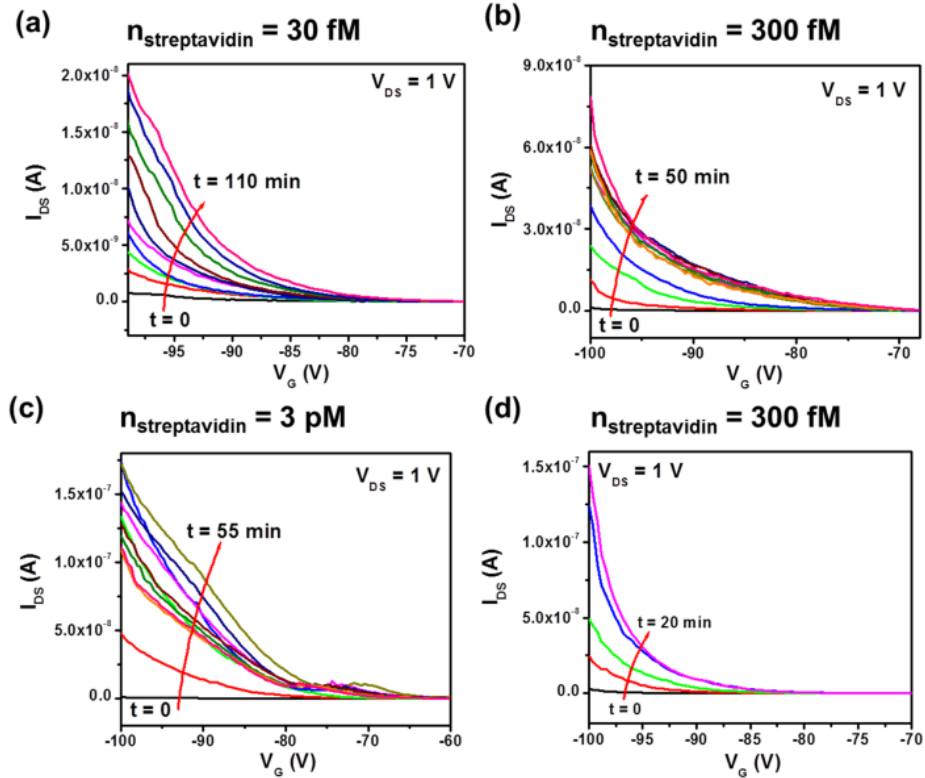 (a)
n_streptavidin = 30 fM
V_DS = 1 V
2.0x10^-8
1.5x10^-8
1.0x10^-8
5.0x10^-9
0.0
I_DS (A)
t = 110 min
t = 0
-95 -90 -85 -80 -75 -70
V_G (V)
(b)
n_streptavidin = 300 fM
V_DS = 1 V
9.0x10^-8
6.0x10^-8
3.0x10^-8
0.0
I_DS (A)
t = 50 min
t = 0
-100 -90 -80 -70
V_G (V)
(c)
n_streptavidin = 3 pM
V_DS = 1 V
1.5x10^-7
1.0x10^-7
5.0x10^-8
0.0
I_DS (A)
t = 55 min
t = 0
-100 -90 -80 -70 -60
V_G (V)
(d)
n_streptavidin = 300 fM
V_DS = 1 V
1.5x10^-7
1.0x10^-7
5.0x10^-8
0.0
I_DS (A)
t = 20 min
t = 0
-100 -95 -90 -85 -80 -75 -70
V_G (V)